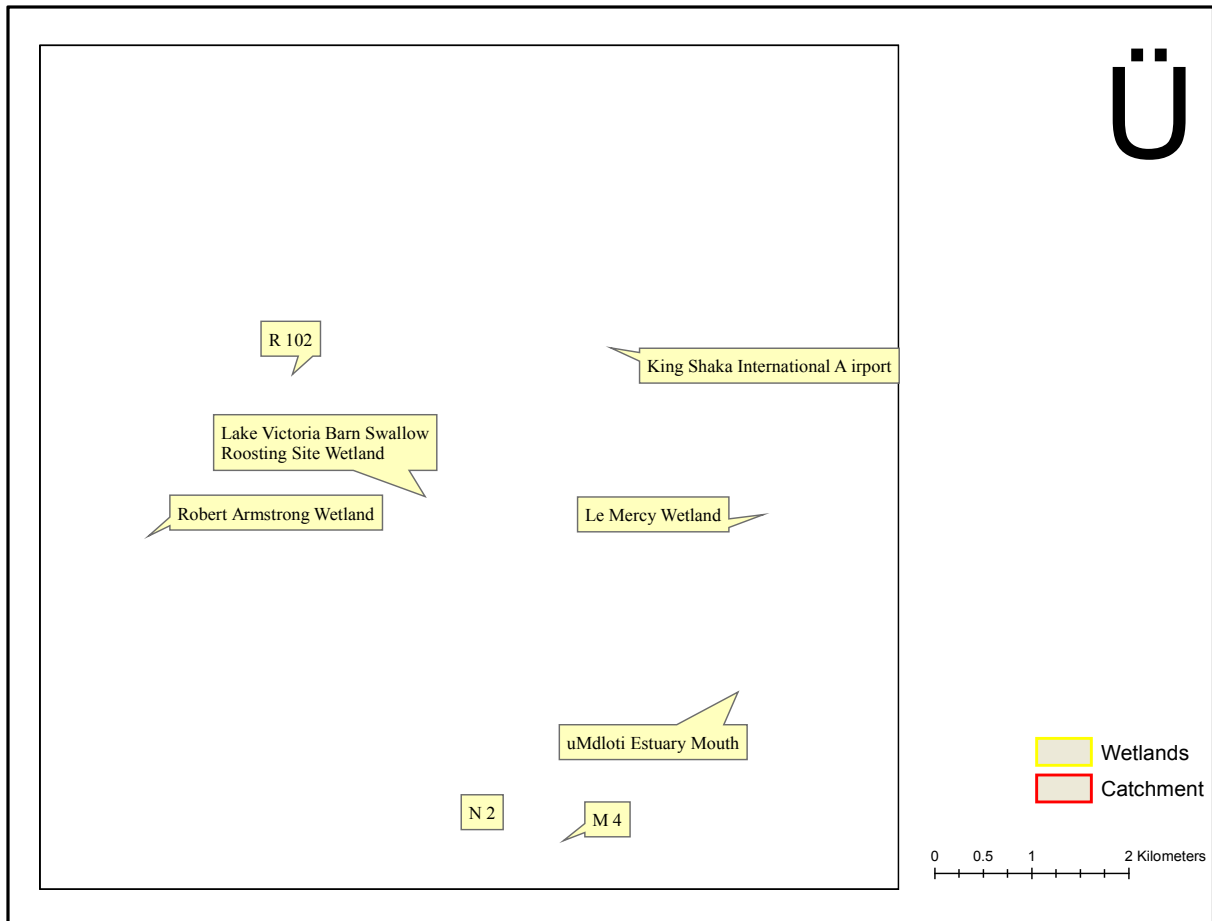 Ü
R 102
King Shaka International A irport
Lake Victoria Barn Swallow
Roosting Site Wetland
Robert Armstrong Wetland
Le Mercy Wetland
uMdloti Estuary Mouth
N 2
M 4
Wetlands
Catchment
0 0.5 1 2 Kilometers